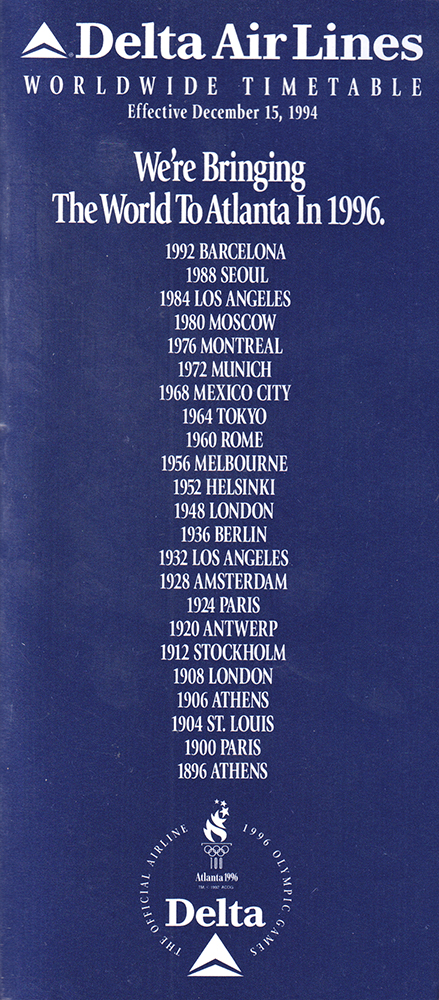 Delta Air Lines
WORLDWIDE TIMETABLE
Effective December 15, 1994
We're Bringing
The World To Atlanta In 1996.
1992 BARCELONA
1988 SEOUL
1984 LOS ANGELES
1980 MOSCOW
1976 MONTREAL
1972 MUNICH
1968 MEXICO CITY
1964 TOKYO
1960 ROME
1956 MELBOURNE
1952 HELSINKI
1948 LONDON
1936 BERLIN
1932 LOS ANGELES
1928 AMSTERDAM
1924 PARIS
1920 ANTWERP
1912 STOCKHOLM
1908 LONDON
1906 ATHENS
1904 ST. LOUIS
1900 PARIS
1896 ATHENS
THE OFFICIAL AIRLINE 1996 OLYMPIC GAMES
Atlanta 1996
Delta